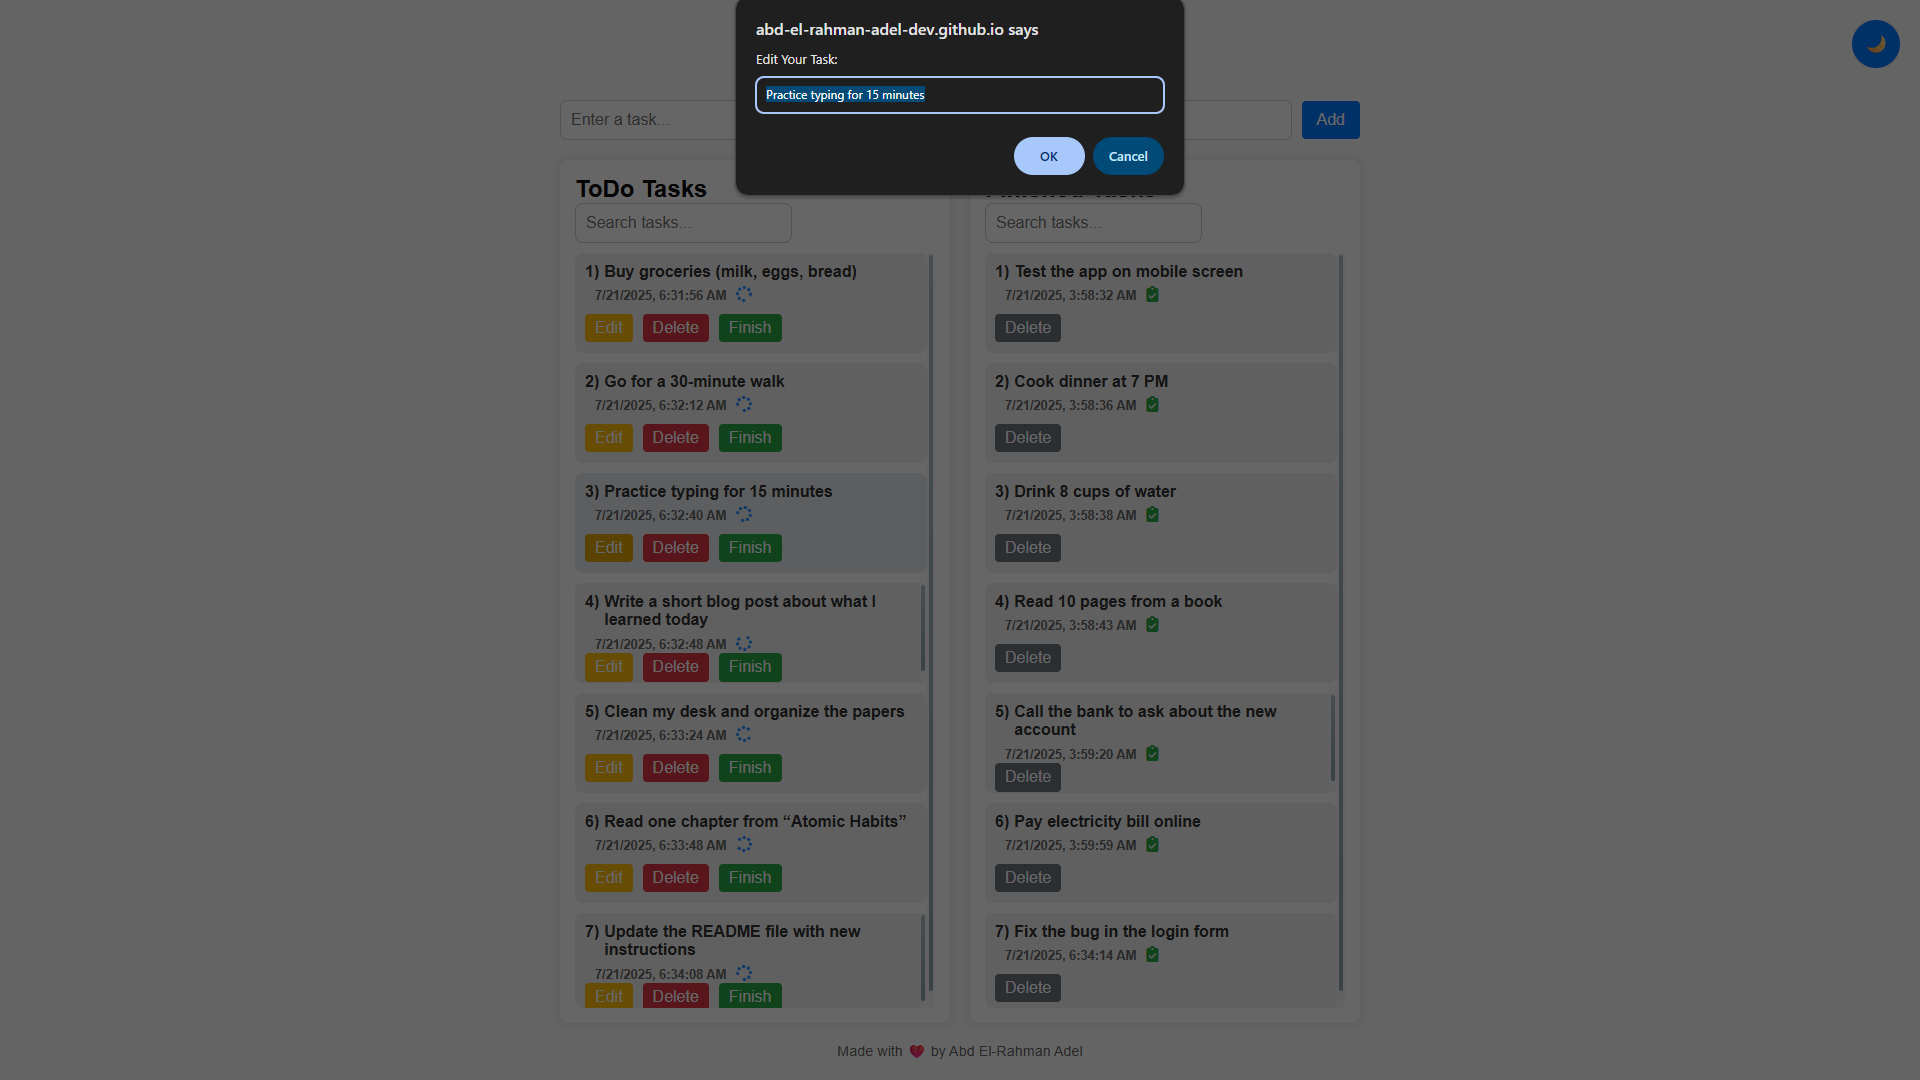 abd-el-rahman-adel-dev.github.io says
Edit Your Task:
Practice typing for 15 minutes
OK
Cancel
Enter a task...
Add
ToDo Tasks
Search tasks...
1) Buy groceries (milk, eggs, bread)
7/21/2025, 6:31:56 AM
Edit Delete Finish
2) Go for a 30-minute walk
7/21/2025, 6:32:12 AM
Edit Delete Finish
3) Practice typing for 15 minutes
7/21/2025, 6:32:40 AM
Edit Delete Finish
4) Write a short blog post about what I
learned today
7/21/2025, 6:32:48 AM
Edit Delete Finish
5) Clean my desk and organize the papers
7/21/2025, 6:33:24 AM
Edit Delete Finish
6) Read one chapter from “Atomic Habits”
7/21/2025, 6:33:48 AM
Edit Delete Finish
7) Update the README file with new
instructions
7/21/2025, 6:34:08 AM
Edit Delete Finish
Search tasks...
1) Test the app on mobile screen
7/21/2025, 3:58:32 AM
Delete
2) Cook dinner at 7 PM
7/21/2025, 3:58:36 AM
Delete
3) Drink 8 cups of water
7/21/2025, 3:58:38 AM
Delete
4) Read 10 pages from a book
7/21/2025, 3:58:43 AM
Delete
5) Call the bank to ask about the new
account
7/21/2025, 3:59:20 AM
Delete
6) Pay electricity bill online
7/21/2025, 3:59:59 AM
Delete
7) Fix the bug in the login form
7/21/2025, 6:34:14 AM
Delete
Made with ❤️ by Abd El-Rahman Adel